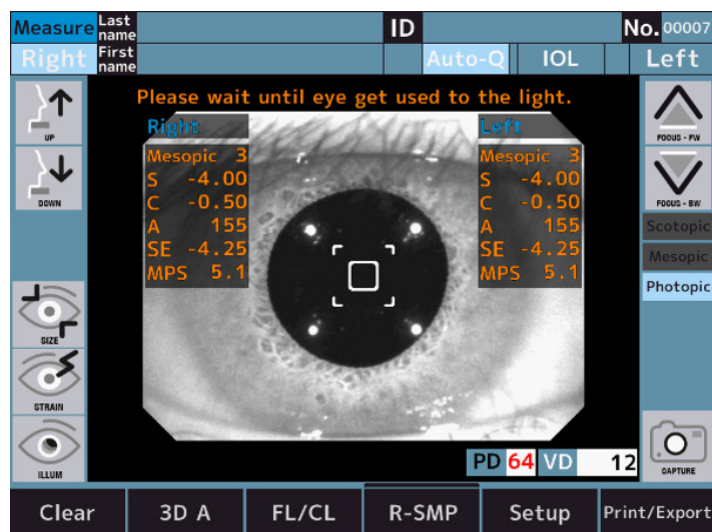 Measure Last name ID No. 00007
Right First name Auto-Q IOL Left
Please wait until eye get used to the light.
UP
DOWN
SIZE
STRAIN
ILLUM
Right
Mesopic 3
S -4.00
C -0.50
A 155
SE -4.25
MPS 5.1
Left
Mesopic 3
S -4.00
C -0.50
A 155
SE -4.25
MPS 5.1
FOCUS - FW
FOCUS - BW
Scotopic
Mesopic
Photopic
CAPTURE
PD 64 VD 12
Clear 3D A FL/CL R-SMP Setup Print/Export